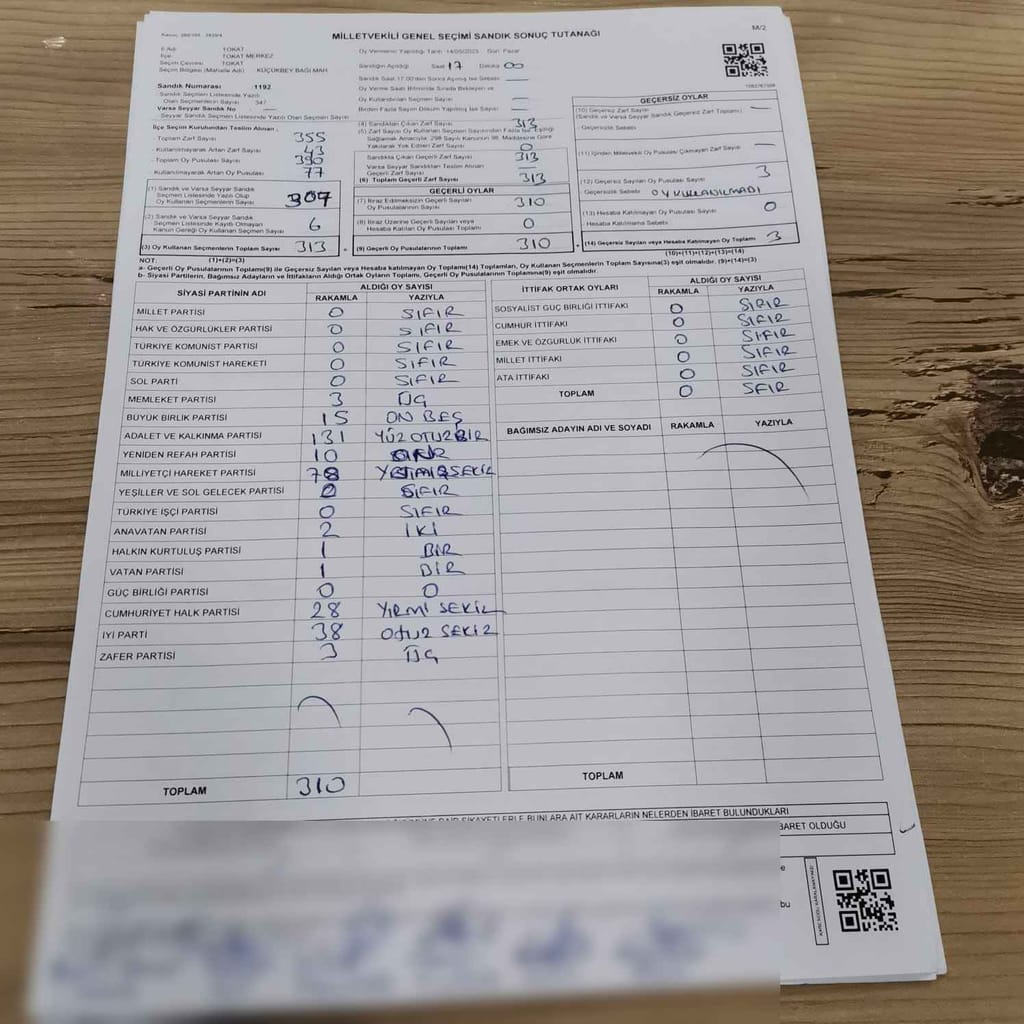 MİLLETVEKİLİ GENEL SEÇİMİ SANDIK SONUÇ TUTANAĞI
M/2
İl Adı : TOKAT
İlçe : TOKAT MERKEZ
Seçim Çevresi : TOKAT
Seçim Bölgesi (Mahalle Adı) : KÜÇÜKBEY BAĞI MAH
Sandık Numarası : 1192
Sandık Seçmen Listesinde Yazılı
Olan Seçmenlerin Sayısı : 347
Varsa Seyyar Sandık No : —
Seyyar Sandık Seçmen Listesinde Yazılı Olan Seçmen Sayısı
Oy Vermenin Yapıldığı Tarih : 14/05/2023 Gün: Pazar
Sandığın Açıldığı Saat 17 Dakika 00
Sandık Saat 17:00'den Sonra Açılmış İse Sebebi : —
Oy Verme Saati Bitiminde Sırada Bekleyen ve
Oy Kullandırılan Seçmen Sayısı —
Birden Fazla Seçim Döküm Yapılmış İse Sayısı —
İlçe Seçim Kurulundan Teslim Alınan ;
Toplam Zarf Sayısı 355
Kullanılmayarak Artan Zarf Sayısı 43
Toplam Oy Pusulası Sayısı 390
Kullanılmayarak Artan Oy Pusulası 77
(1) Sandık ve Varsa Seyyar Sandık
Seçmen Listesinde Yazılı Olup
Oy Kullanan Seçmenlerin Sayısı 307
(2) Sandık ve Varsa Seyyar Sandık
Seçmen Listesinde Kayıtlı Olmayan
Kanun Gereği Oy Kullanan Seçmenlerin Sayısı 6
(3) Oy Kullanan Seçmenlerin Toplam Sayısı 313
(1)+(2)=(3)
(4) Sandıktan Çıkan Zarf Sayısı 313
(5) Zarf Sayısı Oy Kullanan Seçmen Sayısından Fazla İse, Eşitliği
Sağlamak Amacıyla, 298 Sayılı Kanunun 98. Maddesine Göre
Yakılarak Yok Edilen Zarf Sayısı 0
Sandıkta Çıkan Geçerli Zarf Sayısı 313
Varsa Seyyar Sandıktan Teslim Alınan
Geçerli Zarf Sayısı —
(6) Toplam Geçerli Zarf Sayısı 313
GEÇERLİ OYLAR
(7) İtiraz Edilmeksizin Geçerli Sayılan
Oy Pusulalarının Sayısı 310
(8) İtiraz Üzerine Geçerli Sayılan veya
Hesaba Katılan Oy Pusulalarının Sayısı 0
(9) Geçerli Oy Pusulalarının Toplamı 310
GEÇERSİZ OYLAR
(10) Geçersiz Zarf Sayısı
(Sandık ve Varsa Seyyar Sandık Geçersiz Zarf Toplamı) —
Geçersizlik Sebebi
(11) İçinden Milletvekili Oy Pusulası Çıkmayan Zarf Sayısı —
(12) Geçersiz Sayılan Oy Pusulası Sayısı 3
Geçersizlik Sebebi OY KULLANILMADI
(13) Hesaba Katılmayan Oy Pusulası Sayısı 0
Hesaba Katılmama Sebebi
(14) Geçersiz Sayılan veya Hesaba Katılmayan Oy Toplamı 3
(10)+(11)+(12)+(13)=(14)
NOT:
a- Geçerli Oy Pusulalarının Toplamı(9) ile Geçersiz Sayılan veya Hesaba katılmayan Oy Toplamı(14) Toplamları, Oy Kullanan Seçmenlerin Toplam Sayısına(3) eşit olmalıdır. (9)+(14)=(3)
b- Siyasi Partilerin, Bağımsız Adayların ve İttifakların Aldığı Ortak Oyların Toplamı, Geçerli Oy Pusulalarının Toplamına(9) eşit olmalıdır.
SİYASİ PARTİNİN ADI ALDIĞI OY SAYISI
RAKAMLA YAZIYLA
MİLLET PARTİSİ 0 SIFIR
HAK VE ÖZGÜRLÜKLER PARTİSİ 0 SIFIR
TÜRKİYE KOMÜNİST PARTİSİ 0 SIFIR
TÜRKİYE KOMÜNİST HAREKETİ 0 SIFIR
SOL PARTİ 0 SIFIR
MEMLEKET PARTİSİ 3 ÜÇ
BÜYÜK BİRLİK PARTİSİ 15 ON BEŞ
ADALET VE KALKINMA PARTİSİ 131 YÜZ OTUZ BİR
YENİDEN REFAH PARTİSİ 10
MİLLİYETÇİ HAREKET PARTİSİ 78 YETMİŞ SEKİZ
YEŞİLLER VE SOL GELECEK PARTİSİ 0 SIFIR
TÜRKİYE İŞÇİ PARTİSİ 0 SIFIR
ANAVATAN PARTİSİ 2 İKİ
HALKIN KURTULUŞ PARTİSİ 1 BİR
VATAN PARTİSİ 1 BİR
GÜÇ BİRLİĞİ PARTİSİ 0 0
CUMHURİYET HALK PARTİSİ 28 YİRMİ SEKİZ
İYİ PARTİ 38 OTUZ SEKİZ
ZAFER PARTİSİ 3 ÜÇ
TOPLAM 310
İTTİFAK ORTAK OYLARI ALDIĞI OY SAYISI
RAKAMLA YAZIYLA
SOSYALİST GÜÇ BİRLİĞİ İTTİFAKI 0 SIFIR
CUMHUR İTTİFAKI 0 SIFIR
EMEK VE ÖZGÜRLÜK İTTİFAKI 0 SIFIR
MİLLET İTTİFAKI 0 SIFIR
ATA İTTİFAKI 0 SIFIR
TOPLAM 0 SFIR
BAĞIMSIZ ADAYIN ADI VE SOYADI RAKAMLA YAZIYLA
TOPLAM
DAİR ŞİKAYETLERLE BUNLARA AİT KARARLARIN NELERDEN İBARET BULUNDUKLARI
BARET OLDUĞU
bu